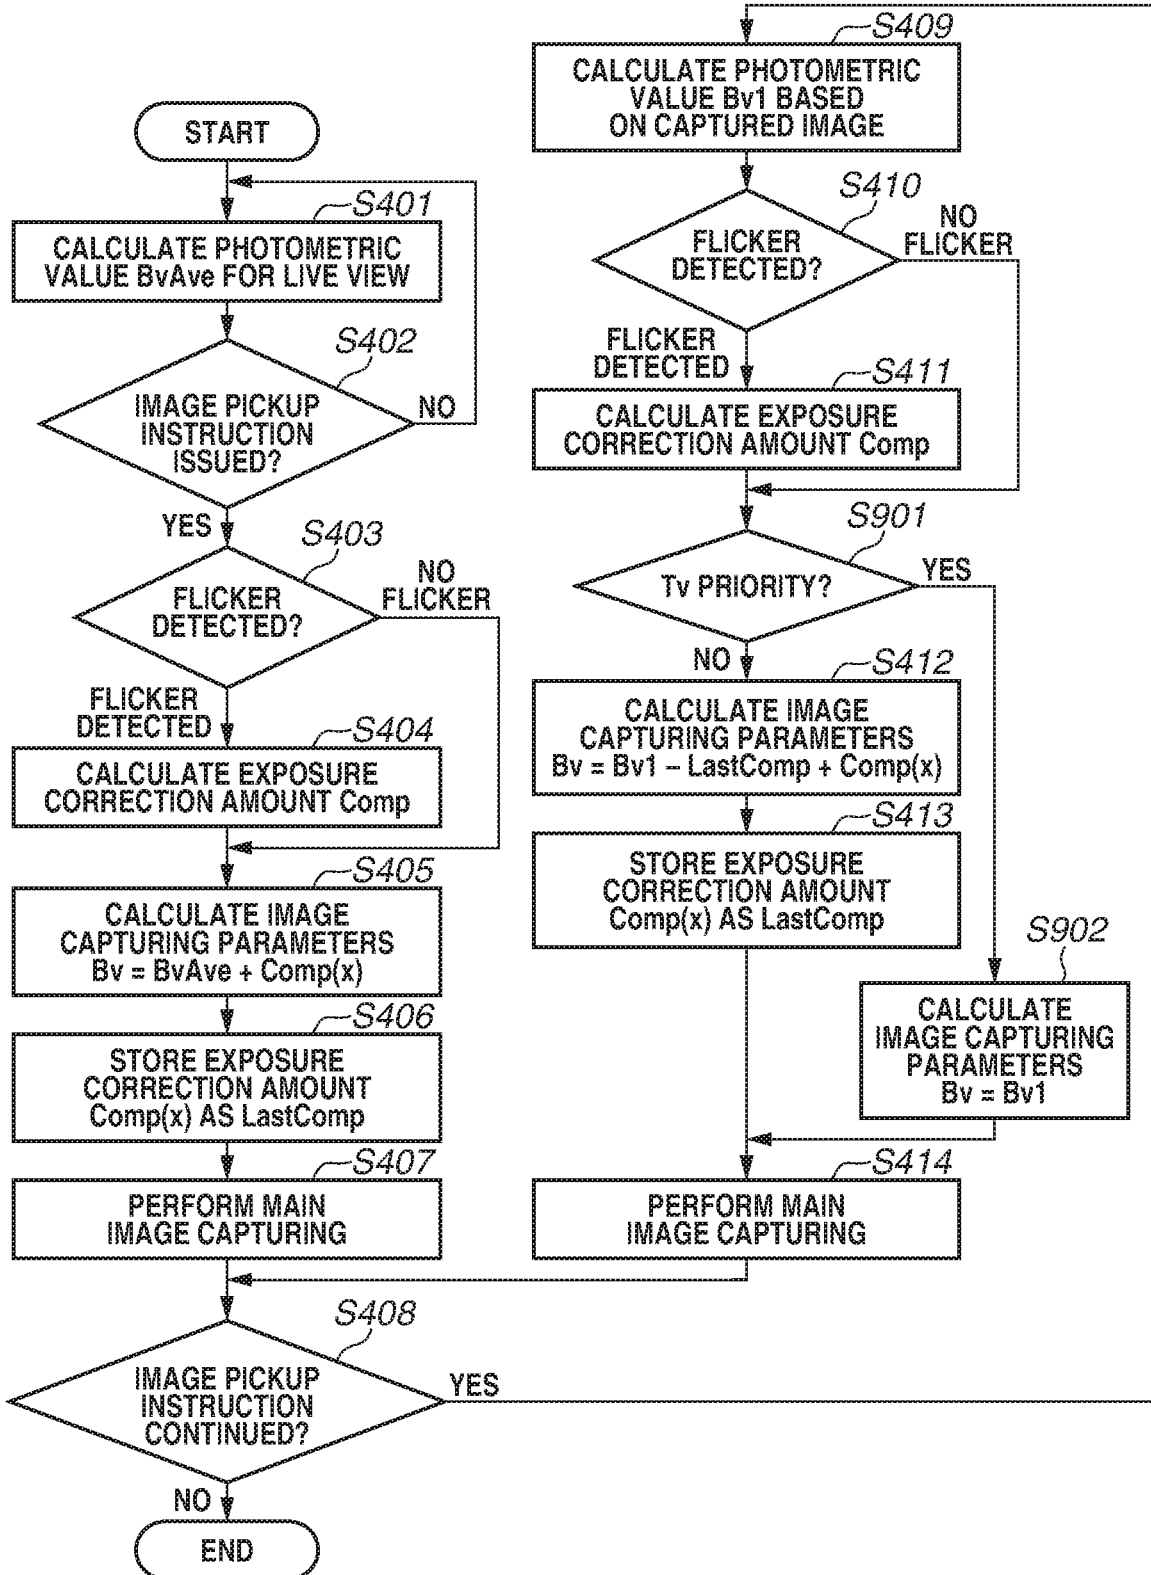 START
S401
CALCULATE PHOTOMETRIC
VALUE BvAve FOR LIVE VIEW
S402
IMAGE PICKUP
INSTRUCTION
ISSUED?
NO
YES
S403
FLICKER
DETECTED?
NO
FLICKER
FLICKER
DETECTED
S404
CALCULATE EXPOSURE
CORRECTION AMOUNT Comp
S405
CALCULATE IMAGE
CAPTURING PARAMETERS
Bv = BvAve + Comp(x)
S406
STORE EXPOSURE
CORRECTION AMOUNT
Comp(x) AS LastComp
S407
PERFORM MAIN
IMAGE CAPTURING
S408
IMAGE PICKUP
INSTRUCTION
CONTINUED?
YES
NO
END
S409
CALCULATE PHOTOMETRIC
VALUE Bv1 BASED
ON CAPTURED IMAGE
S410
FLICKER
DETECTED?
NO
FLICKER
FLICKER
DETECTED
S411
CALCULATE EXPOSURE
CORRECTION AMOUNT Comp
S901
Tv PRIORITY?
YES
NO
S412
CALCULATE IMAGE
CAPTURING PARAMETERS
Bv = Bv1 – LastComp + Comp(x)
S413
STORE EXPOSURE
CORRECTION AMOUNT
Comp(x) AS LastComp
S902
CALCULATE
IMAGE CAPTURING
PARAMETERS
Bv = Bv1
S414
PERFORM MAIN
IMAGE CAPTURING